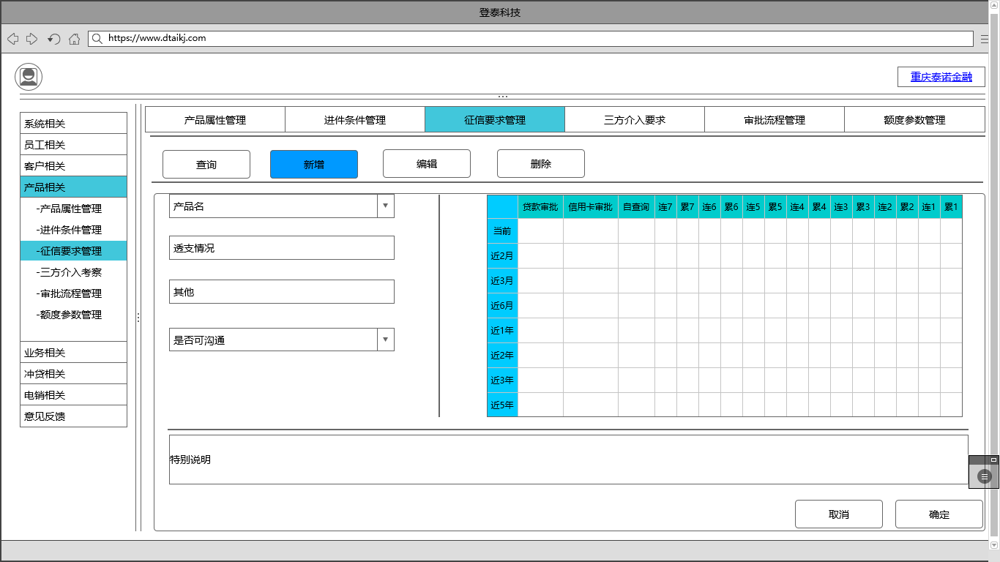 登泰科技
https://www.dtaikj.com
重庆泰诺金融
系统相关
员工相关
客户相关
产品相关
-产品属性管理
-进件条件管理
-征信要求管理
-三方介入考察
-审批流程管理
-额度参数管理
业务相关
冲贷相关
电销相关
意见反馈
产品属性管理 进件条件管理 征信要求管理 三方介入要求 审批流程管理 额度参数管理
查询 新增 编辑 删除
产品名
透支情况
其他
是否可沟通
贷款审批 信用卡审批 自查询 连7 累7 连6 累6 连5 累5 连4 累4 连3 累3 连2 累2 连1 累1
当前
近2月
近3月
近6月
近1年
近2年
近3年
近5年
特别说明
取消 确定